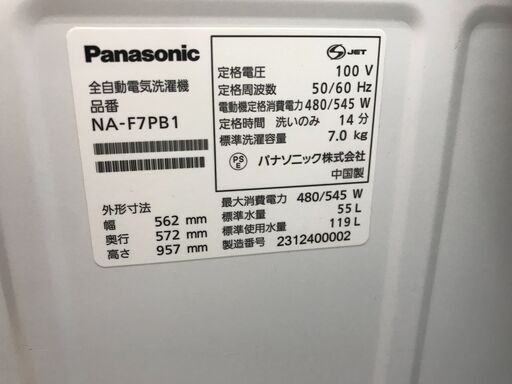 Panasonic
全自動電気洗濯機
品番
NA-F7PB1
外形寸法
幅 562 mm
奥行 572 mm
高さ 957 mm
S JET
定格電圧 100 V
定格周波数 50/60 Hz
電動機定格消費電力 480/545 W
定格時間 洗いのみ 14 分
標準洗濯容量 7.0 kg
PS E パナソニック株式会社
中国製
最大消費電力 480/545 W
標準水量 55L
標準使用水量 119L
製造番号 2312400002